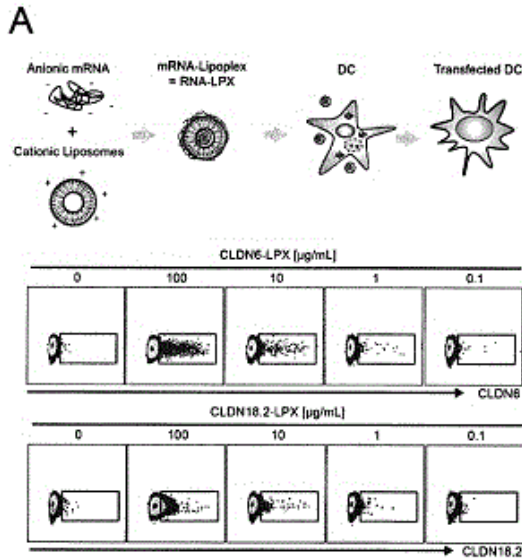 A
Anionic mRNA
+
Cationic Liposomes
mRNA-Lipoplex
= RNA-LPX
DC
Transfected DC
CLDN6-LPX [µg/mL]
0 100 10 1 0.1
CLDN6
CLDN18.2-LPX [µg/mL]
0 100 10 1 0.1
CLDN18.2